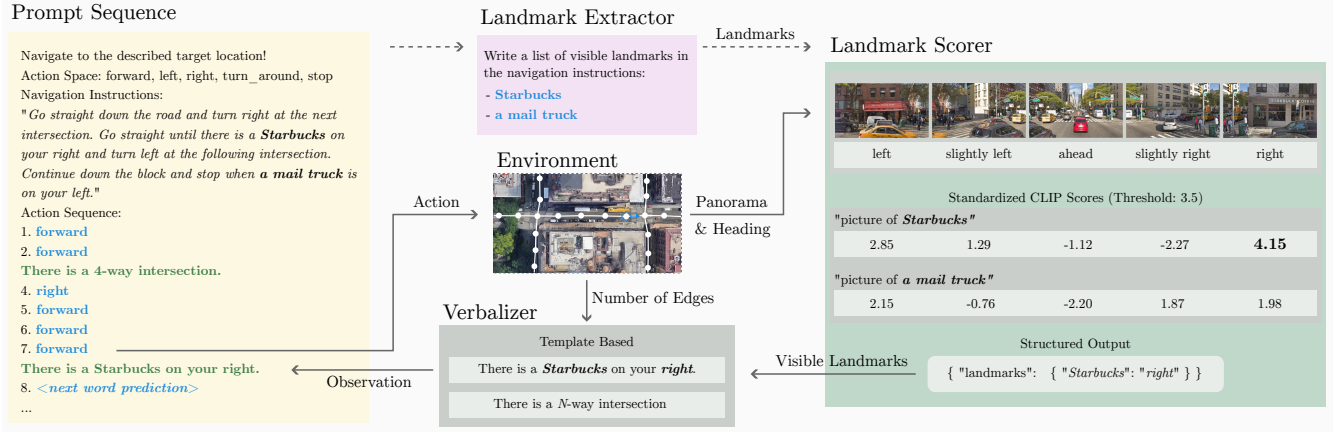 Prompt Sequence
Navigate to the described target location!
Action Space: forward, left, right, turn_around, stop
Navigation Instructions:
"Go straight down the road and turn right at the next
intersection. Go straight until there is a Starbucks on
your right and turn left at the following intersection.
Continue down the block and stop when a mail truck is
on your left."
Action Sequence:
1. forward
2. forward
There is a 4-way intersection.
4. right
5. forward
6. forward
7. forward
There is a Starbucks on your right.
8. <next word prediction>
...
Landmark Extractor
Write a list of visible landmarks in
the navigation instructions:
- Starbucks
- a mail truck
Landmarks
Environment
Action
Panorama
& Heading
Number of Edges
Verbalizer
Template Based
There is a Starbucks on your right.
There is a N-way intersection
Observation
Visible Landmarks
Landmark Scorer
left slightly left ahead slightly right right
Standardized CLIP Scores (Threshold: 3.5)
"picture of Starbucks"
2.85 1.29 -1.12 -2.27 4.15
"picture of a mail truck"
2.15 -0.76 -2.20 1.87 1.98
Structured Output
{ "landmarks": { "Starbucks": "right" } }